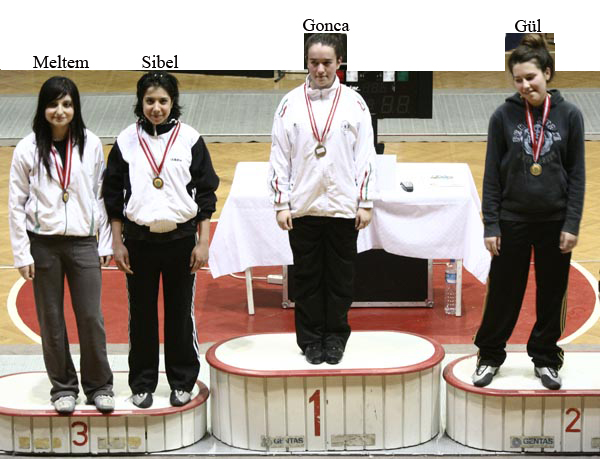 Gonca
Gül
Meltem
Sibel
1
2
3
GENTAS
GENTAS